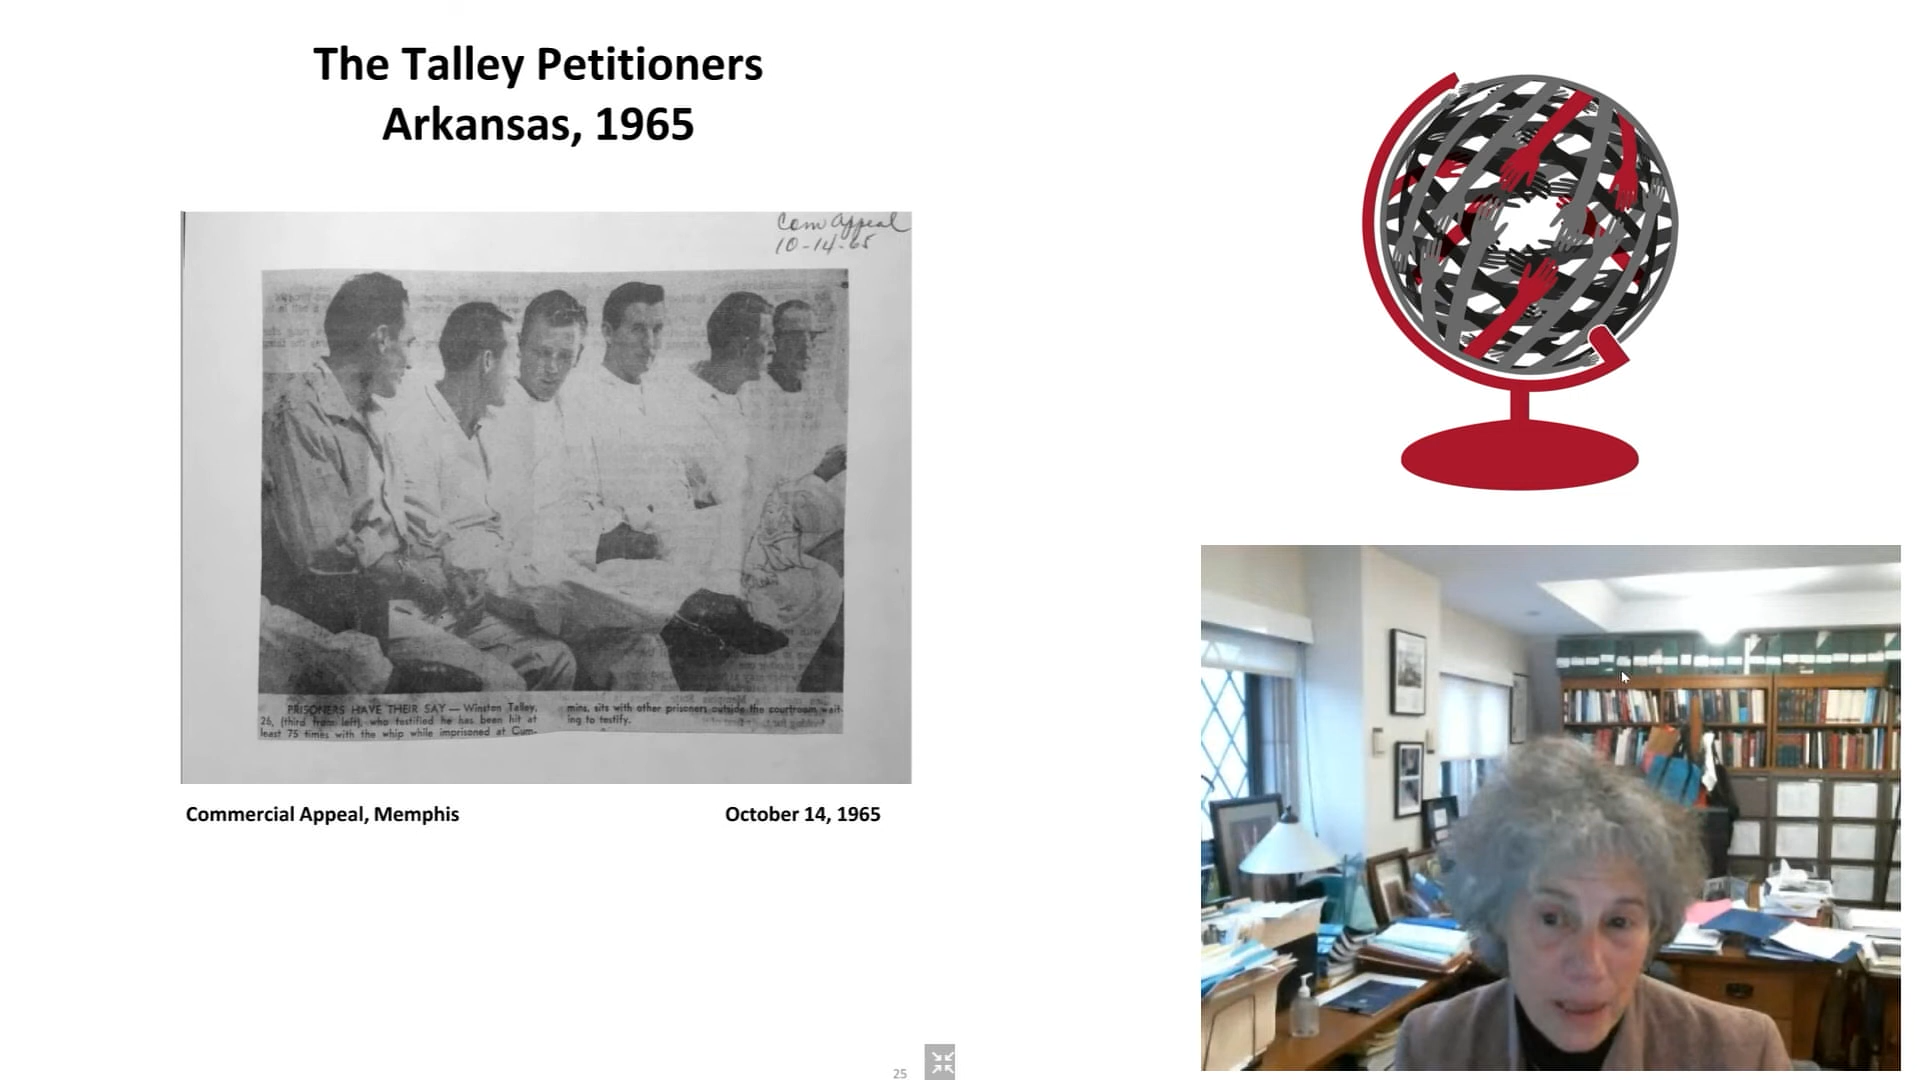 The Talley Petitioners
Arkansas, 1965
Com Appeal
10-14-65
PRISONERS HAVE THEIR SAY — Winston Talley,
26, (third from left), who testified he has been hit at
least 75 times with the whip while imprisoned at Cum-
mins, sits with other prisoners outside the courtroom wait-
ing to testify.
Commercial Appeal, Memphis
October 14, 1965
25